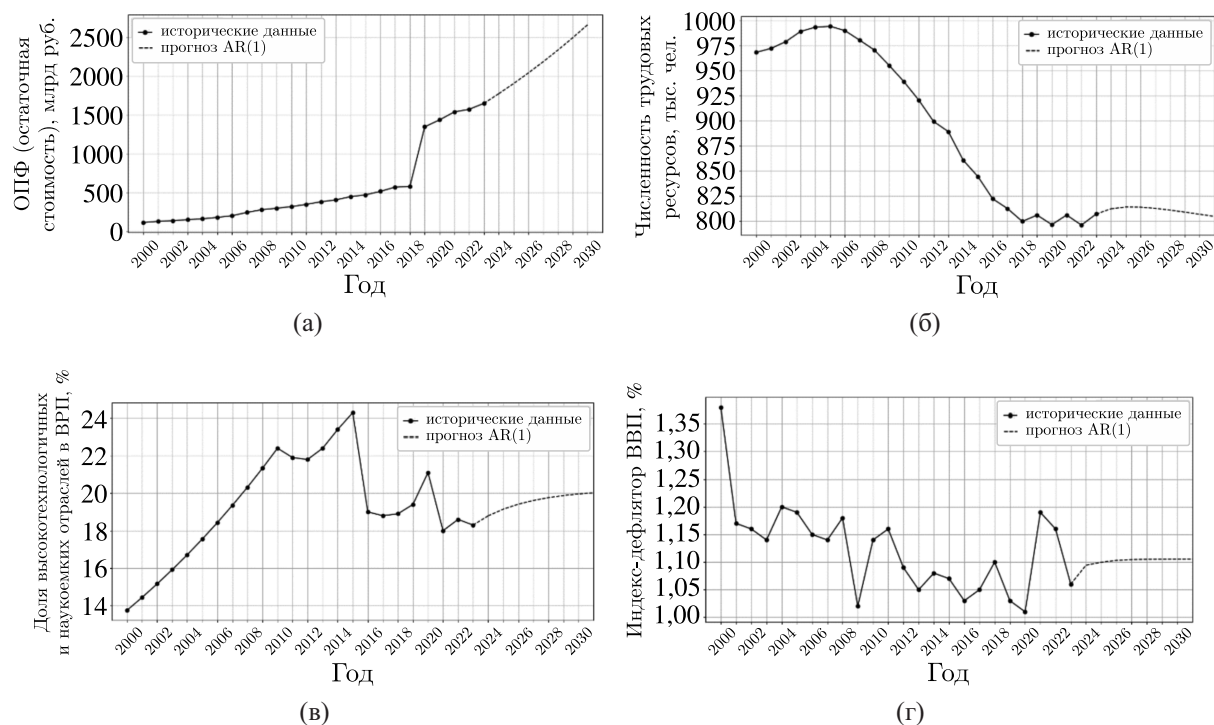 ОПФ (остаточная
стоимость), млрд руб.
2500
2000
1500
1000
500
0
исторические данные
прогноз AR(1)
2000 2002 2004 2006 2008 2010 2012 2014 2016 2018 2020 2022 2024 2026 2028 2030
Год
(а)
Численность трудовых
ресурсов, тыс. чел.
1000
975
950
925
900
875
850
825
800
исторические данные
прогноз AR(1)
2000 2002 2004 2006 2008 2010 2012 2014 2016 2018 2020 2022 2024 2026 2028 2030
Год
(б)
Доля высокотехнологичных
и наукоемких отраслей в ВРП, %
24
22
20
18
16
14
исторические данные
прогноз AR(1)
2000 2002 2004 2006 2008 2010 2012 2014 2016 2018 2020 2022 2024 2026 2028 2030
Год
(в)
Индекс-дефлятор ВВП, %
1,35
1,30
1,25
1,20
1,15
1,10
1,05
1,00
исторические данные
прогноз AR(1)
2000 2002 2004 2006 2008 2010 2012 2014 2016 2018 2020 2022 2024 2026 2028 2030
Год
(г)